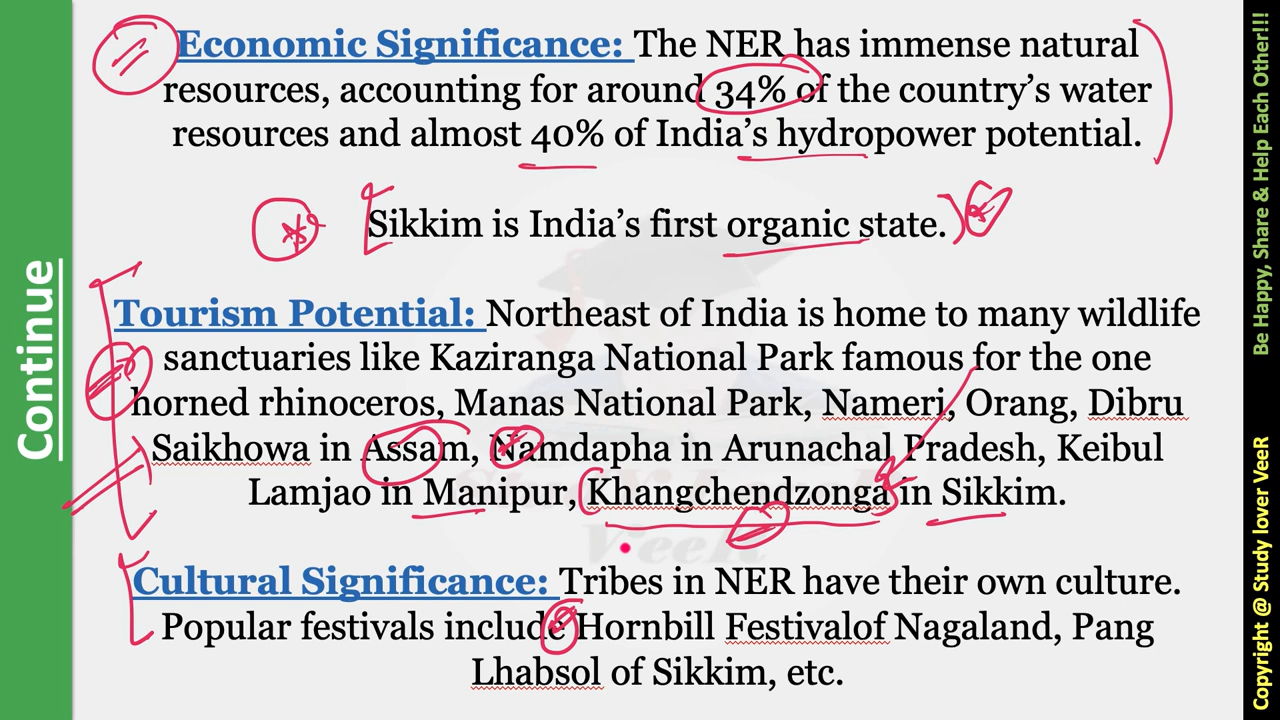 Continue
Economic Significance: The NER has immense natural
resources, accounting for around 34% of the country's water
resources and almost 40% of India's hydropower potential.
Sikkim is India's first organic state.
Tourism Potential: Northeast of India is home to many wildlife
sanctuaries like Kaziranga National Park famous for the one
horned rhinoceros, Manas National Park, Nameri, Orang, Dibru
Saikhowa in Assam, Namdapha in Arunachal Pradesh, Keibul
Lamjao in Manipur, Khangchendzonga in Sikkim.
Cultural Significance: Tribes in NER have their own culture.
Popular festivals include Hornbill Festivalof Nagaland, Pang
Lhabsol of Sikkim, etc.
Be Happy, Share & Help Each Other!!!
Copyright @ Study lover VeeR